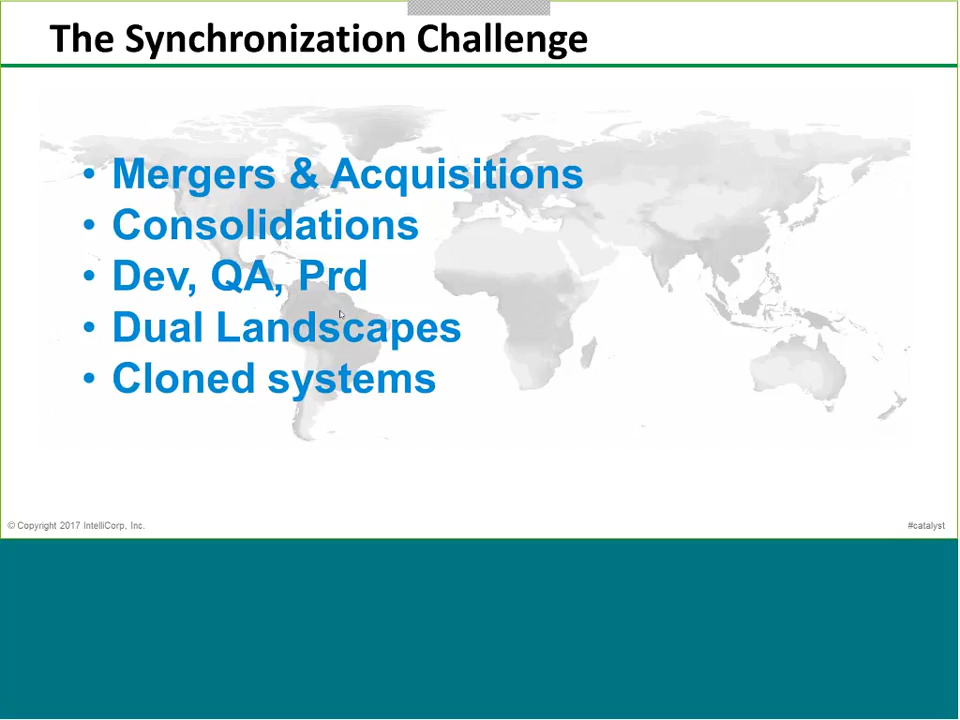 The Synchronization Challenge
• Mergers & Acquisitions
• Consolidations
• Dev, QA, Prd
• Dual Landscapes
• Cloned systems
© Copyright 2017 IntelliCorp, Inc.
#catalyst